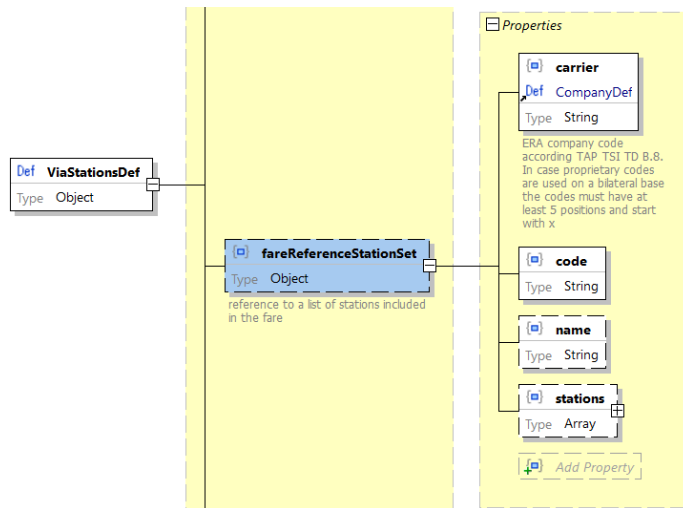 Properties
carrier
Def CompanyDef
Type String
ERA company code
according TAP TSI TD B.8.
In case proprietary codes
are used on a bilateral base
the codes must have at
least 5 positions and start
with x
Def ViaStationsDef
Type Object
fareReferenceStationSet
Type Object
reference to a list of stations included
in the fare
code
Type String
name
Type String
stations
Type Array
Add Property